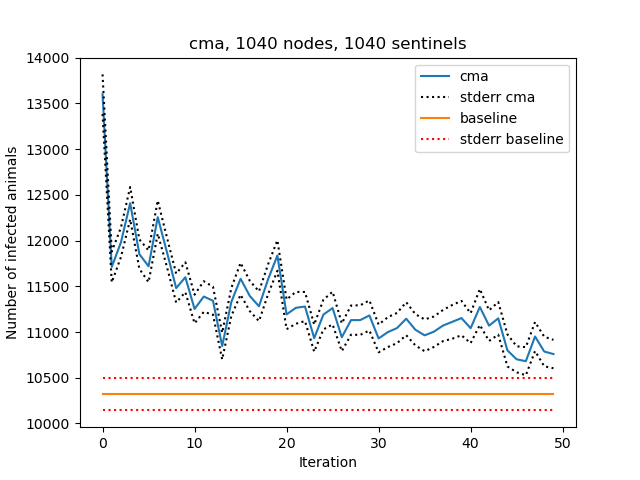 cma, 1040 nodes, 1040 sentinels
14000
13500
13000
12500
12000
11500
11000
10500
10000
Number of infected animals
cma
stderr cma
baseline
stderr baseline
0
10
20
30
40
50
Iteration